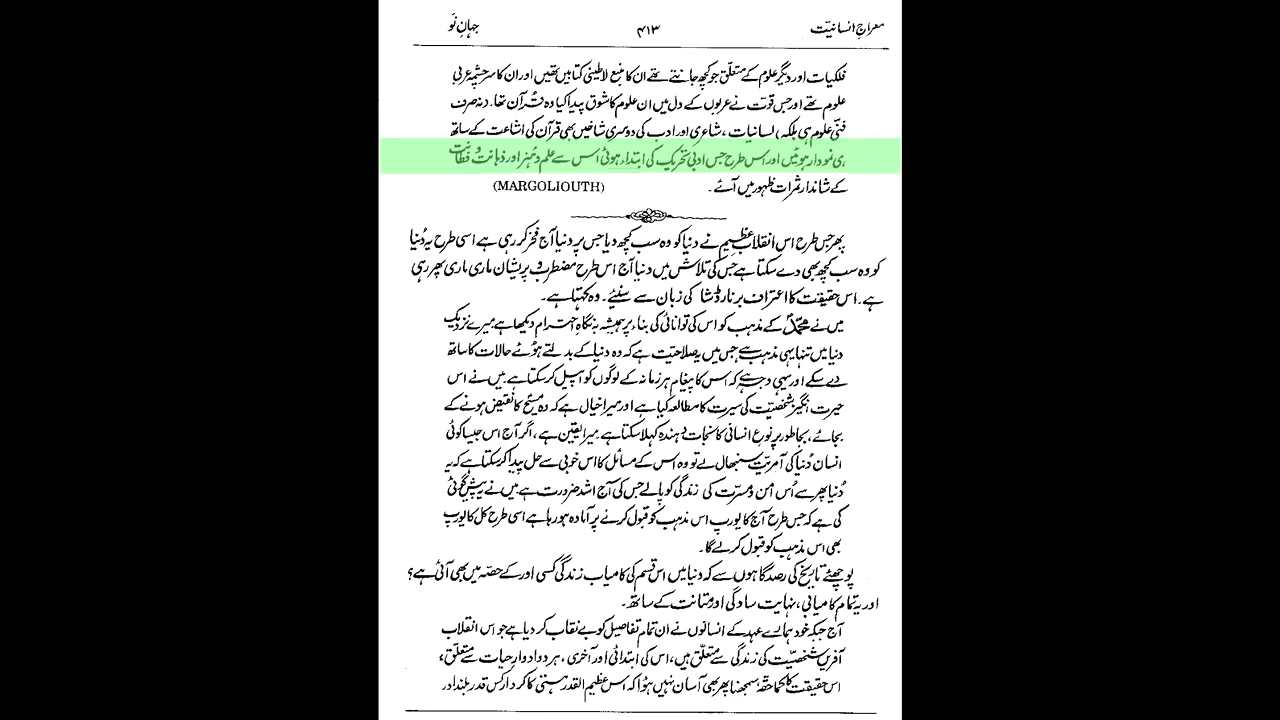 معراجِ انسانیّت ۴۱۳ جہانِ نَو
فلکیات اور دیگر علوم کے متعلق جو کچھ جانتے تھے ان کا منبع لاطینی کتابیں تھیں اور ان کا سرچشمہ عربی
علوم تھے اور جس قوت نے عربوں کے دل میں ان علوم کا شوق پیدا کیا وہ قرآن تھا۔ (نہ صرف
فنی علوم ہی بلکہ) لسانیات، شاعری اور ادب کی دوسری شاخیں بھی قرآن کی اشاعت کے ساتھ
ہی نمودار ہوئیں اور اس طرح جس ادبی تحریک کی ابتداء ہوئی اس سے علم و ہنر اور ذہانت و فطانت
کے شاندار ثمرات ظہور میں آئے۔ (MARGOLIOUTH)
پھر جس طرح اس انقلابِ عظیم نے دنیا کو وہ سب کچھ دیا جس پر دنیا آج فخر کر رہی ہے اسی طرح یہ دُنیا
کو وہ سب کچھ بھی دے سکتا ہے جس کی تلاش میں دنیا آج اس طرح مضطرب و پریشان ماری ماری پھر رہی
ہے۔ اس حقیقت کا اعتراف برنارڈ شا کی زبان سے سنیئے۔ وہ کہتا ہے۔
میں نے محمدؐ کے مذہب کو اس کی توانائی کی بناء پر ہمیشہ بہ نگاہِ احترام دیکھا ہے میرے نزدیک
دنیا میں تنہا یہی مذہب ہے جس میں یہ صلاحیت ہے کہ وہ دنیا کے بدلتے ہوئے حالات کا ساتھ
دے سکے اور یہی وجہ ہے کہ اس کا پیغام ہر زمانہ کے لوگوں کو اپیل کر سکتا ہے۔ میں نے اس
حیرت انگیز شخصیّت کی سیرت کا مطالعہ کیا ہے اور میرا خیال ہے کہ وہ مسیحؑ کا نقیض ہونے کے
بجائے، بجا طور پر نوعِ انسانی کا نجات دہندہ کہلا سکتا ہے۔ میرا یقین ہے، اگر آج اس جیسا کوئی
انسان دُنیا کی آمریّت سنبھال لے تو وہ اس کے مسائل کا اس خوبی سے حل پیدا کر سکتا ہے کہ یہ
دُنیا پھر سے اُس امن و مسرّت کی زندگی کو پالے جس کی آج اشد ضرورت ہے۔ میں نے یہ پیش گوئی
کی ہے کہ جس طرح آج کا یورپ اس مذہب کو قبول کرنے پر آمادہ ہو رہا ہے اسی طرح کل کا یورپ
بھی اس مذہب کو قبول کر لے گا۔
پوچھئے تاریخ کی رصد گاہوں سے کہ دنیا میں اس قسم کی کامیاب زندگی کسی اور کے حصّہ میں بھی آئی ہے؟
اور یہ تمام کامیابی، نہایت سادگی اور متانت کے ساتھ۔
آج جبکہ خود ہمارے عہد کے انسانوں نے ان تمام تفاصیل کو بے نقاب کر دیا ہے جو اس انقلاب
آفریں شخصیّت کی زندگی سے متعلق ہیں، اس کی ابتدائی اور آخری، ہر دو ادوارِ حیات سے متعلق،
اس حقیقت کا کماحقہٗ سمجھنا پھر بھی آسان نہیں ہوا کہ اس عظیم القدر ہستی کا کردار کس قدر بلند اور